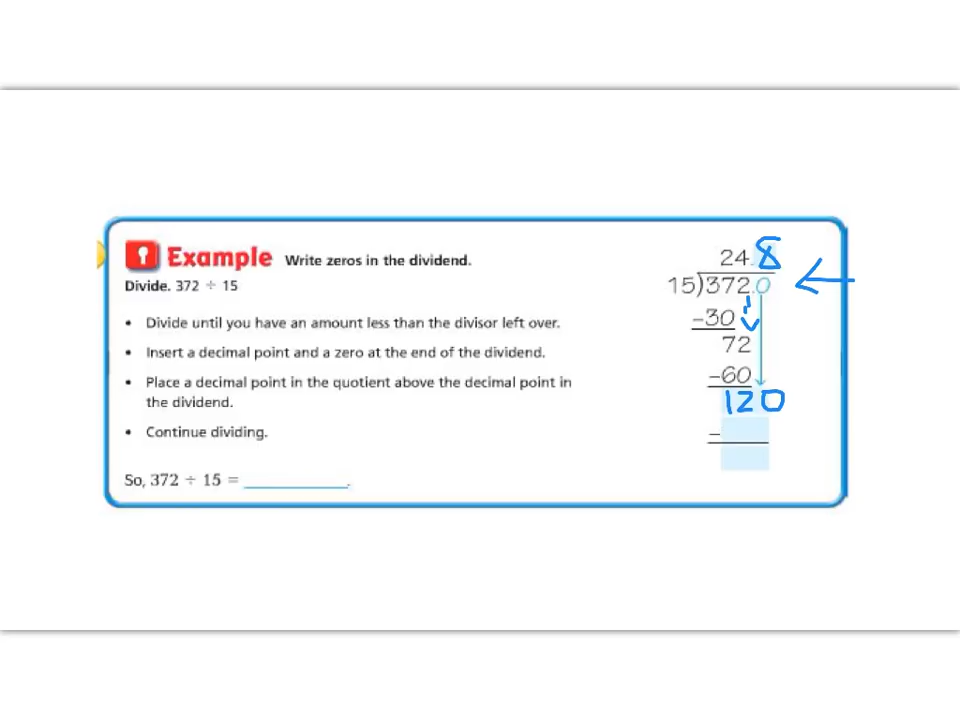 Example Write zeros in the dividend.
Divide. 372 ÷ 15
• Divide until you have an amount less than the divisor left over.
• Insert a decimal point and a zero at the end of the dividend.
• Place a decimal point in the quotient above the decimal point in
the dividend.
• Continue dividing.
So, 372 ÷ 15 = ___________.
24.8
15)372.0
−30
72
−60
120
−